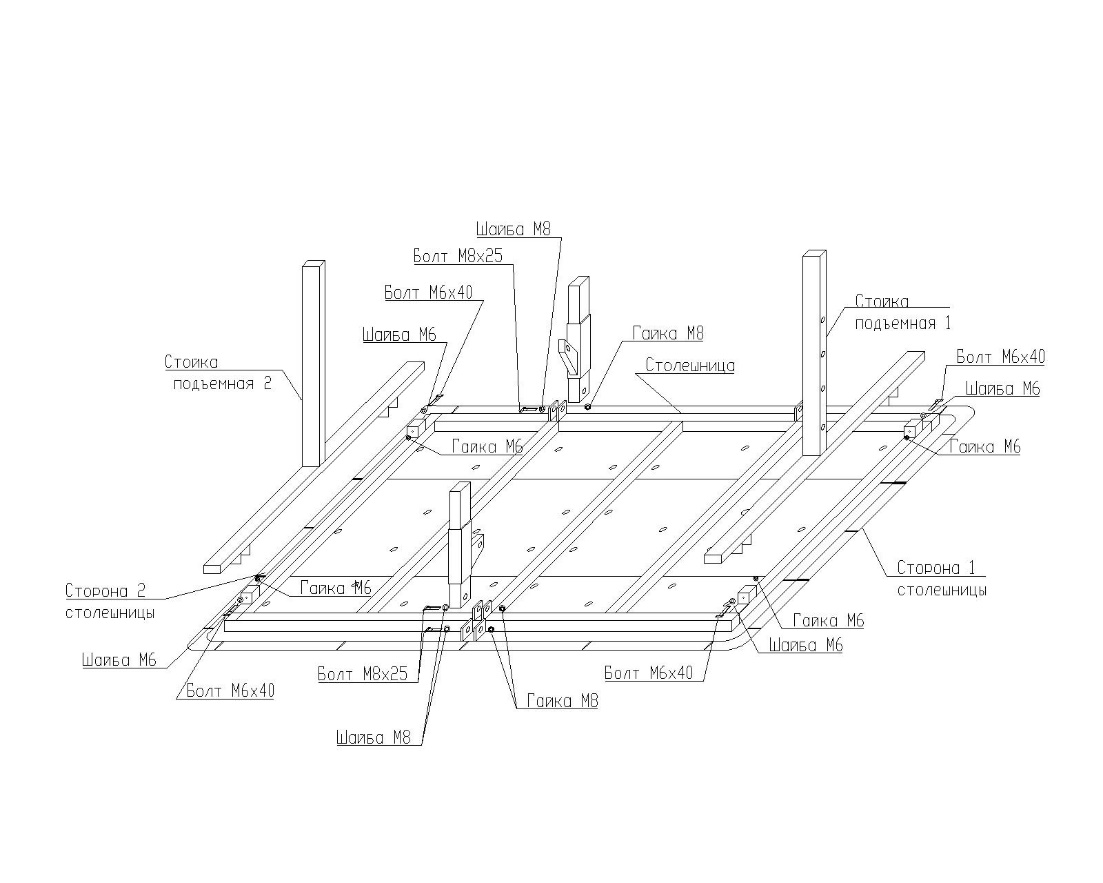 Шайба М8
Болт М8х25
Болт М6х40
Шайба М6
Стойка
подъемная 2
Гайка М8
Столешница
Стойка
подъемная 1
Болт М6х40
Шайба М6
Гайка М6
Гайка М6
Сторона 1
столешницы
Сторона 2
столешницы
Гайка М6
Гайка М6
Шайба М6
Шайба М6
Болт М6х40
Болт М8х25
Болт М6х40
Гайка М8
Шайба М8